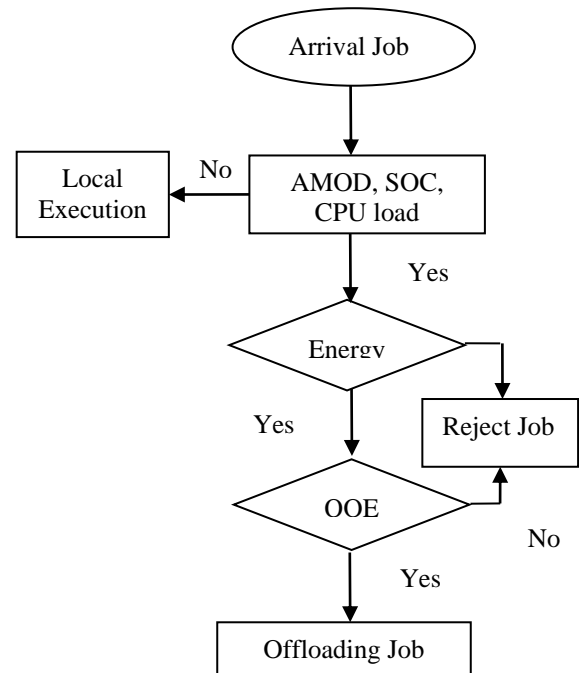 Arrival Job
No
Local
Execution
AMOD, SOC,
CPU load
Yes
Energy
Yes
Reject Job
OOE
No
Yes
Offloading Job